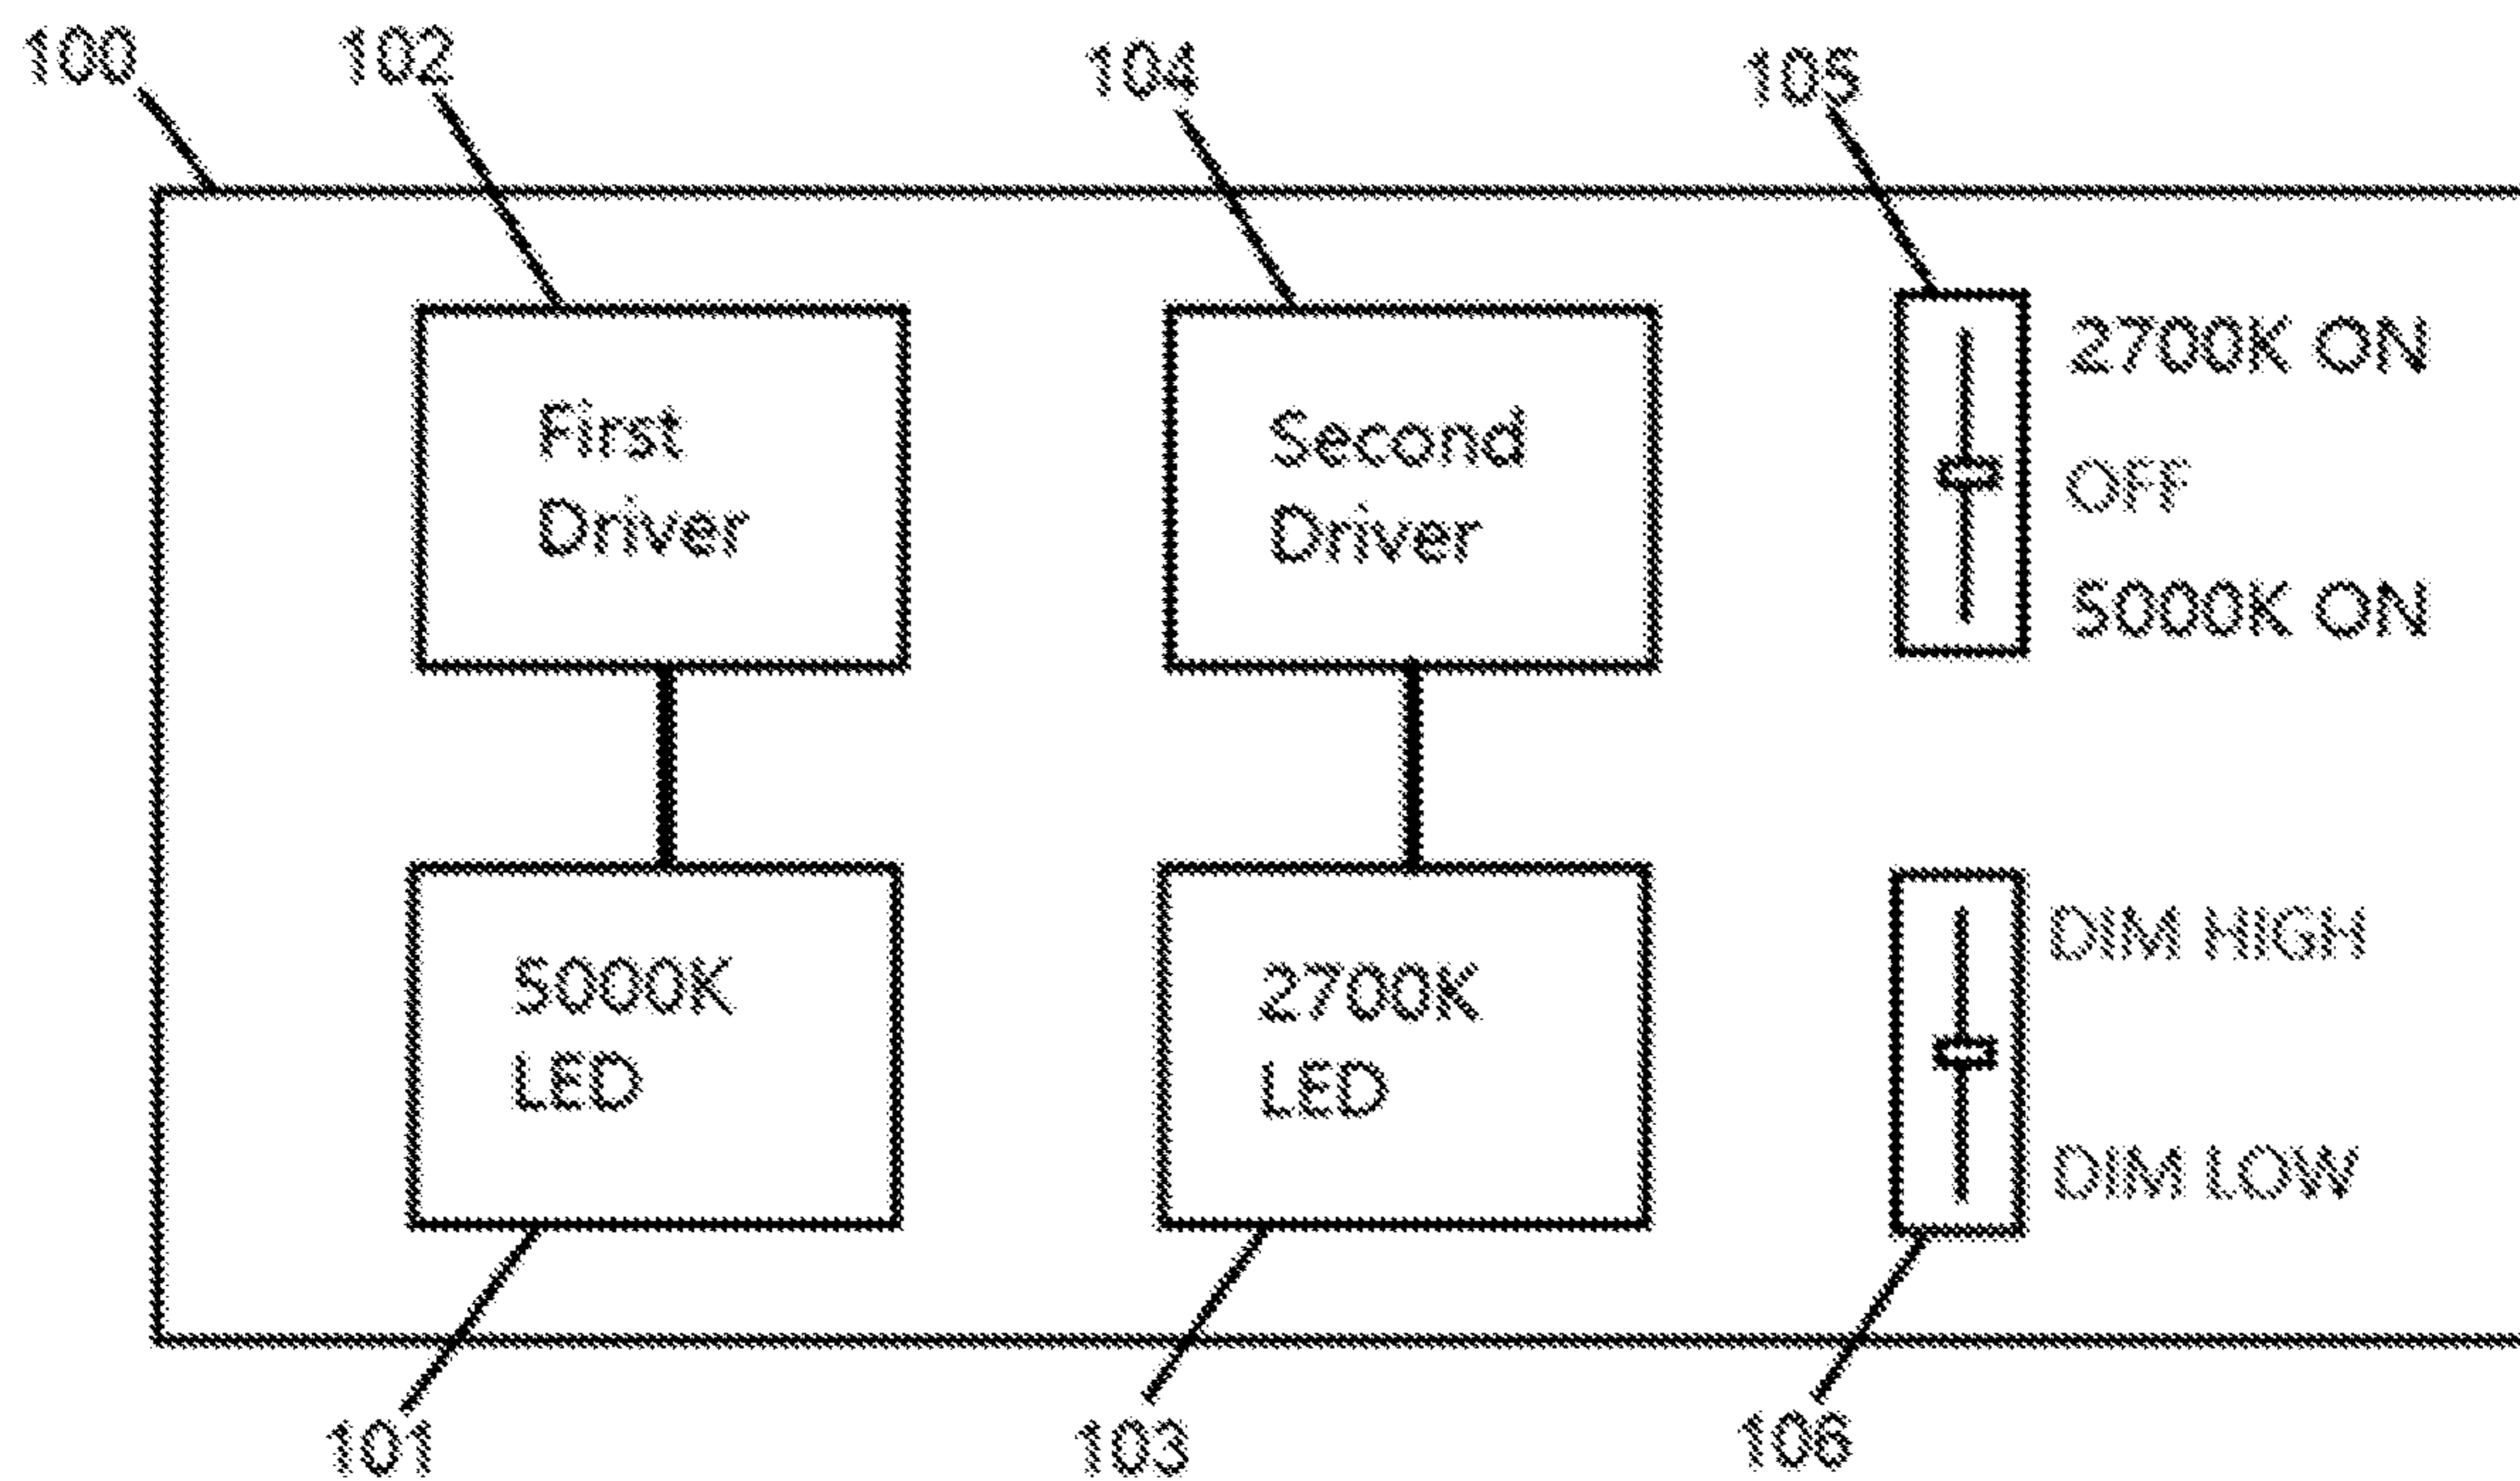 100
102
104
105
First
Driver
Second
Driver
2700K ON
OFF
5000K ON
5000K
LED
2700K
LED
DIM HIGH
DIM LOW
101
103
106